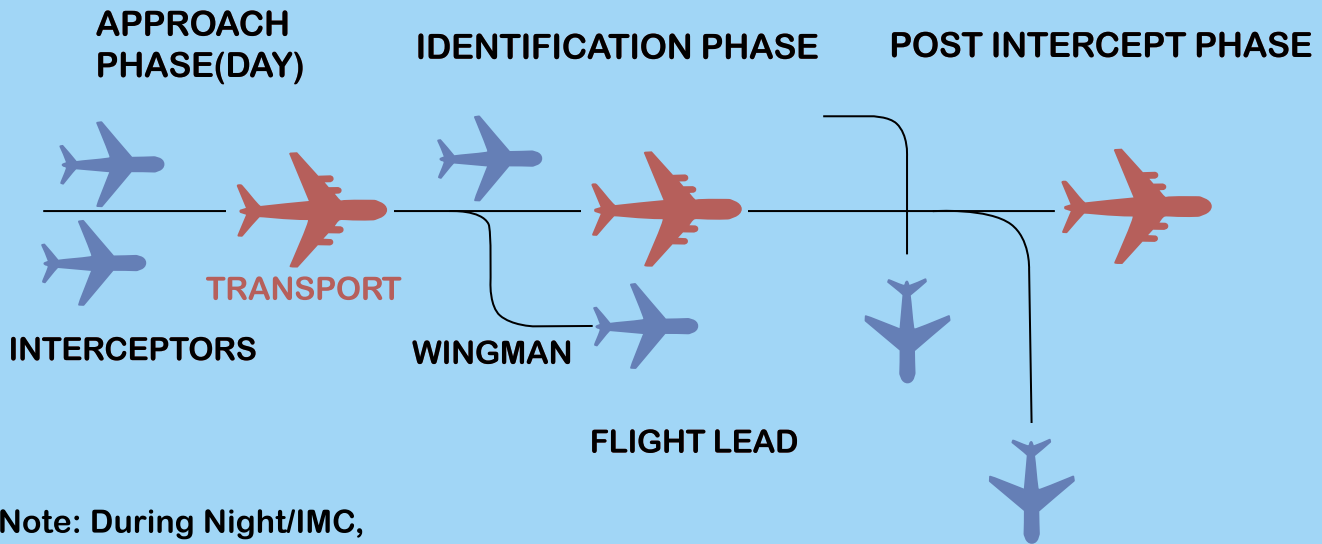 APPROACH
PHASE(DAY)
IDENTIFICATION PHASE
POST INTERCEPT PHASE
TRANSPORT
INTERCEPTORS
WINGMAN
FLIGHT LEAD
Note: During Night/IMC,